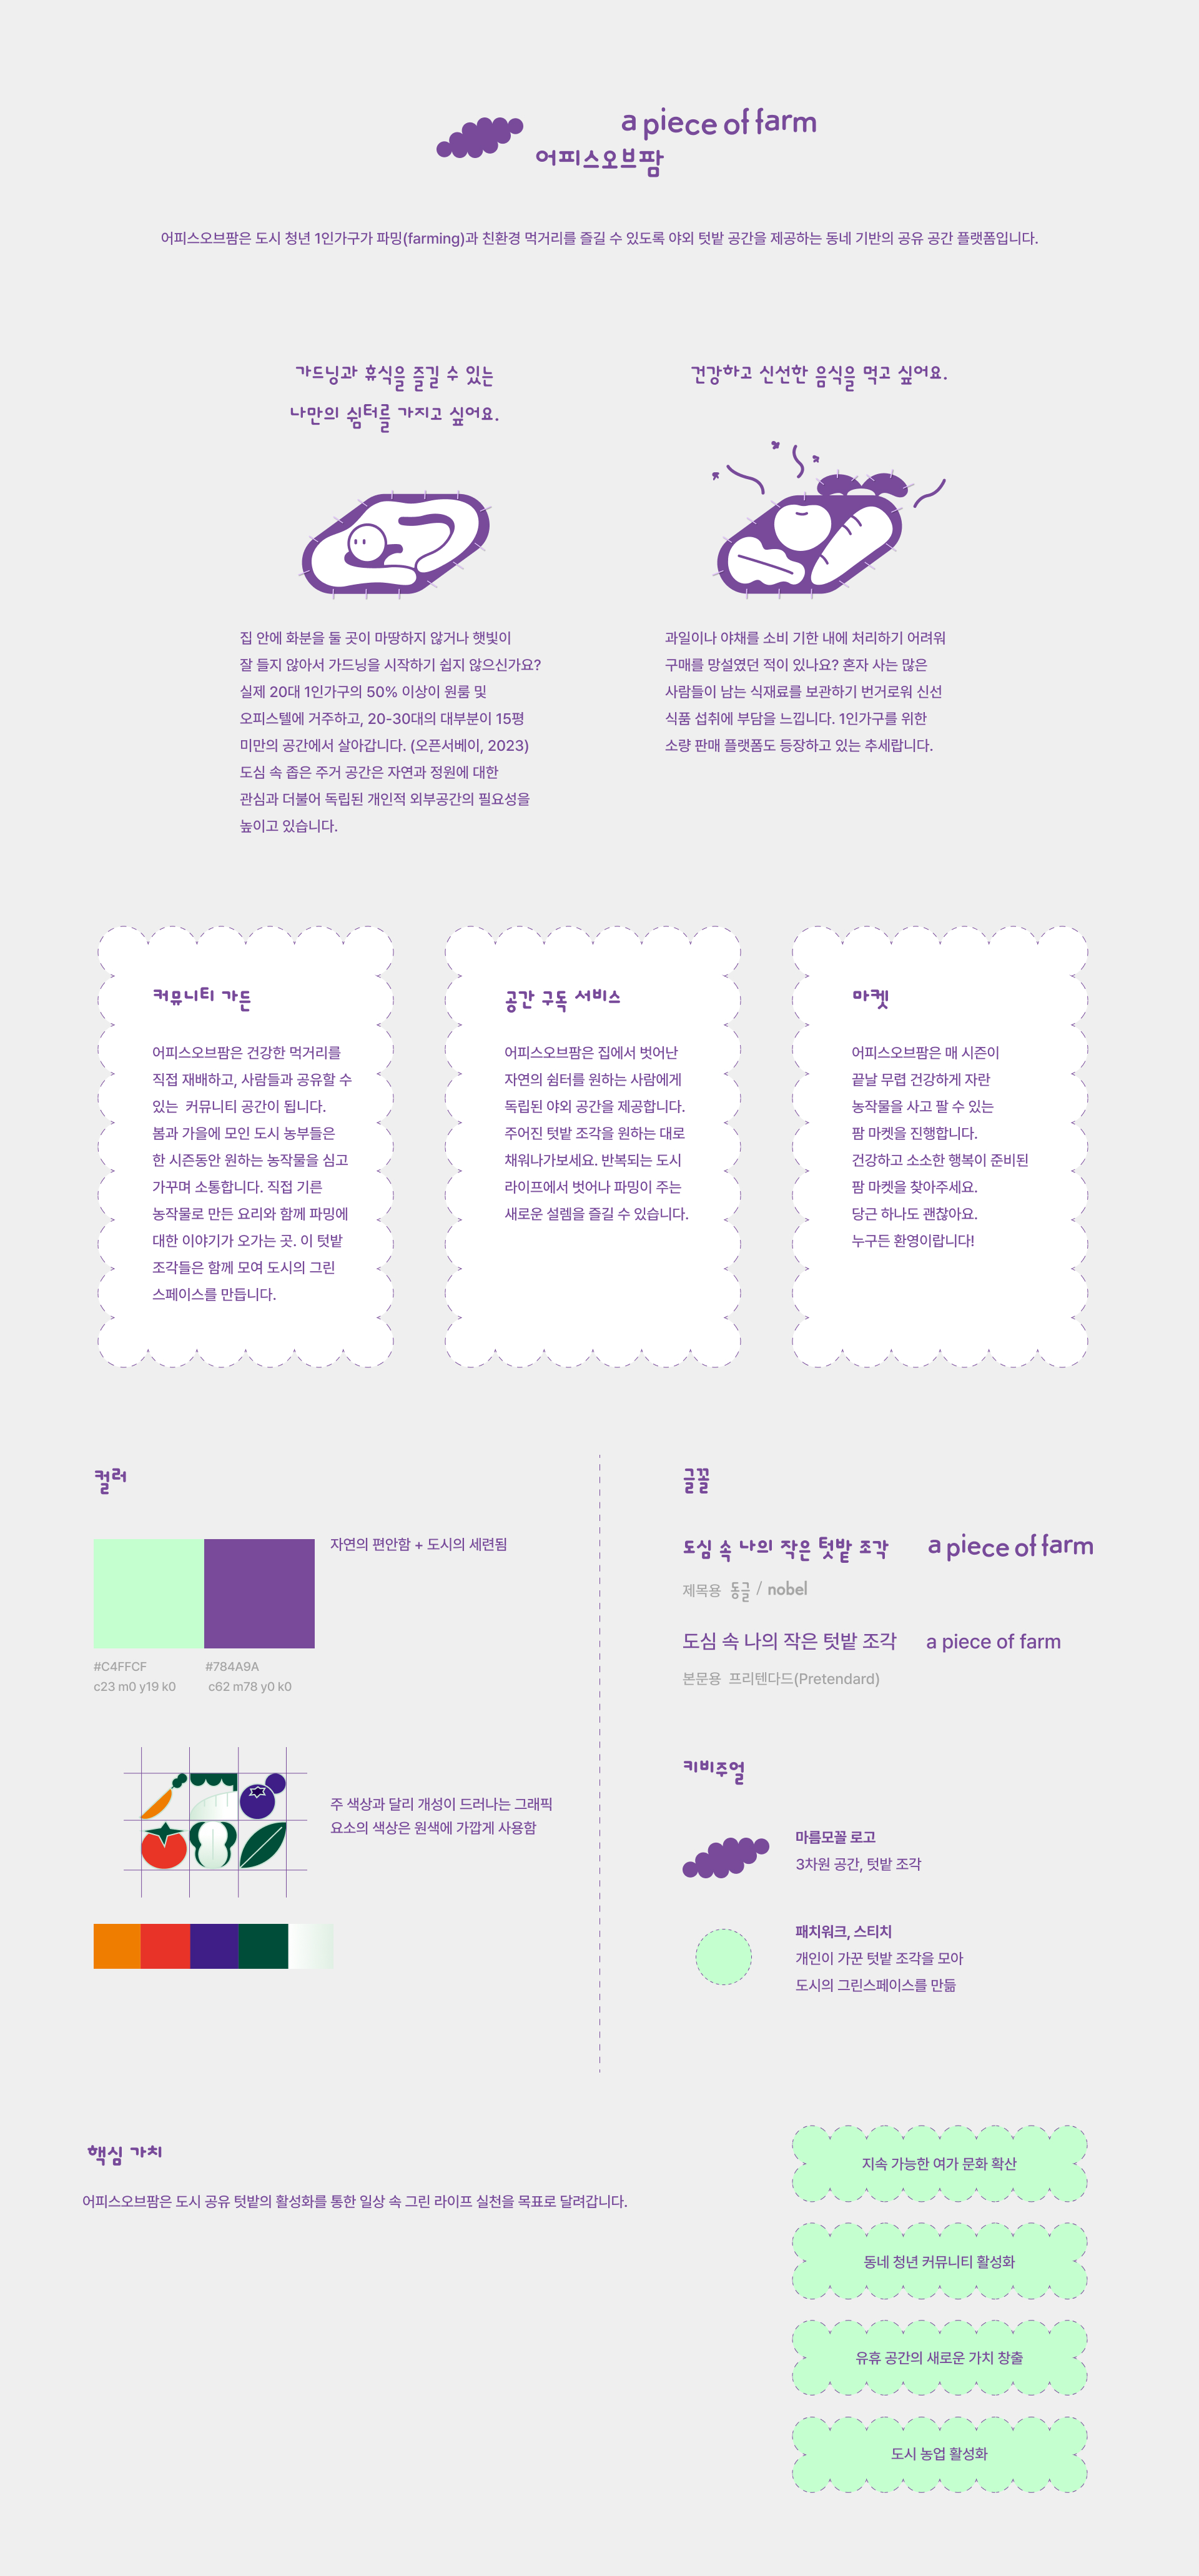 a piece of farm
어피스오브팜
어피스오브팜은 도시 청년 1인가구가 파밍(farming)과 친환경 먹거리를 즐길 수 있도록 야외 텃밭 공간을 제공하는 동네 기반의 공유 공간 플랫폼입니다.
가드닝과 휴식을 즐길 수 있는
나만의 쉼터를 가지고 싶어요.
집 안에 화분을 둘 곳이 마땅하지 않거나 햇빛이
잘 들지 않아서 가드닝을 시작하기 쉽지 않으신가요?
실제 20대 1인가구의 50% 이상이 원룸 및
오피스텔에 거주하고, 20-30대의 대부분이 15평
미만의 공간에서 살아갑니다. (오픈서베이, 2023)
도심 속 좁은 주거 공간은 자연과 정원에 대한
관심과 더불어 독립된 개인적 외부공간의 필요성을
높이고 있습니다.
건강하고 신선한 음식을 먹고 싶어요.
과일이나 야채를 소비 기한 내에 처리하기 어려워
구매를 망설였던 적이 있나요? 혼자 사는 많은
사람들이 남는 식재료를 보관하기 번거로워 신선
식품 섭취에 부담을 느낍니다. 1인가구를 위한
소량 판매 플랫폼도 등장하고 있는 추세랍니다.
커뮤니티 가든
어피스오브팜은 건강한 먹거리를
직접 재배하고, 사람들과 공유할 수
있는 커뮤니티 공간이 됩니다.
봄과 가을에 모인 도시 농부들은
한 시즌동안 원하는 농작물을 심고
가꾸며 소통합니다. 직접 기른
농작물로 만든 요리와 함께 파밍에
대한 이야기가 오가는 곳. 이 텃밭
조각들은 함께 모여 도시의 그린
스페이스를 만듭니다.
공간 구독 서비스
어피스오브팜은 집에서 벗어난
자연의 쉼터를 원하는 사람에게
독립된 야외 공간을 제공합니다.
주어진 텃밭 조각을 원하는 대로
채워나가보세요. 반복되는 도시
라이프에서 벗어나 파밍이 주는
새로운 설렘을 즐길 수 있습니다.
마켓
어피스오브팜은 매 시즌이
끝날 무렵 건강하게 자란
농작물을 사고 팔 수 있는
팜 마켓을 진행합니다.
건강하고 소소한 행복이 준비된
팜 마켓을 찾아주세요.
당근 하나도 괜찮아요.
누구든 환영이랍니다!
컬러
자연의 편안함 + 도시의 세련됨
#C4FFCF #784A9A
c23 m0 y19 k0 c62 m78 y0 k0
주 색상과 달리 개성이 드러나는 그래픽
요소의 색상은 원색에 가깝게 사용함
글꼴
도심 속 나의 작은 텃밭 조각 a piece of farm
제목용 동글 / nobel
도심 속 나의 작은 텃밭 조각 a piece of farm
본문용 프리텐다드(Pretendard)
키비주얼
마름모꼴 로고
3차원 공간, 텃밭 조각
패치워크, 스티치
개인이 가꾼 텃밭 조각을 모아
도시의 그린스페이스를 만듦
핵심 가치
어피스오브팜은 도시 공유 텃밭의 활성화를 통한 일상 속 그린 라이프 실천을 목표로 달려갑니다.
지속 가능한 여가 문화 확산
동네 청년 커뮤니티 활성화
유휴 공간의 새로운 가치 창출
도시 농업 활성화